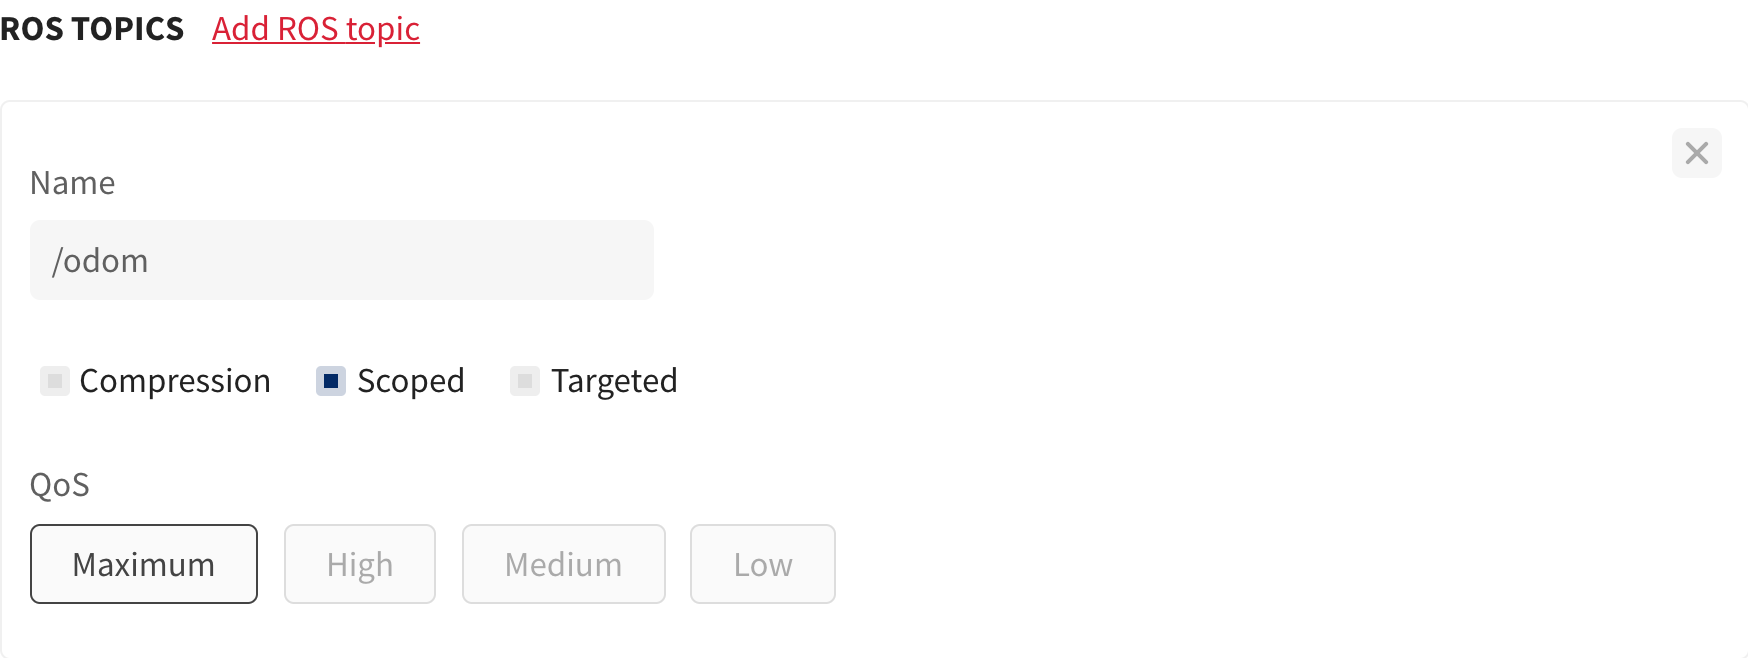 ROS TOPICS Add ROS topic
Name
/odom
Compression Scoped Targeted
QoS
Maximum High Medium Low